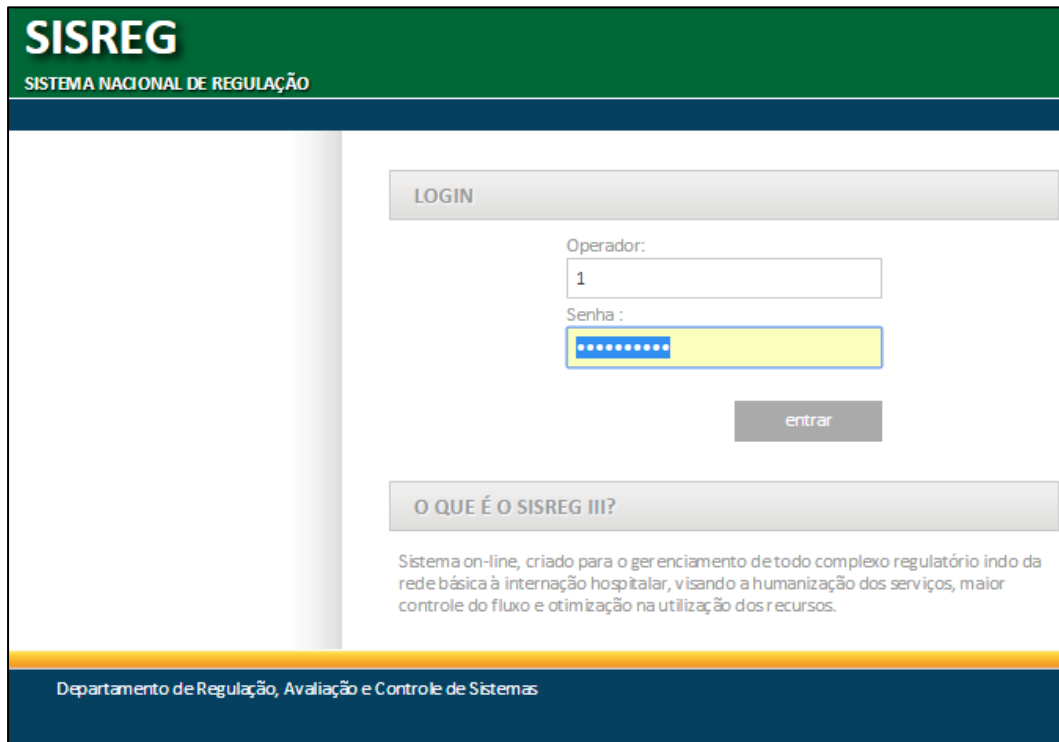 SISREG
SISTEMA NACIONAL DE REGULAÇÃO
LOGIN
Operador:
1
Senha :
••••••••••
entrar
O QUE É O SISREG III?
Sistema on-line, criado para o gerenciamento de todo complexo regulatório indo da
rede básica à internação hospitalar, visando a humanização dos serviços, maior
controle do fluxo e otimização na utilização dos recursos.
Departamento de Regulação, Avaliação e Controle de Sistemas